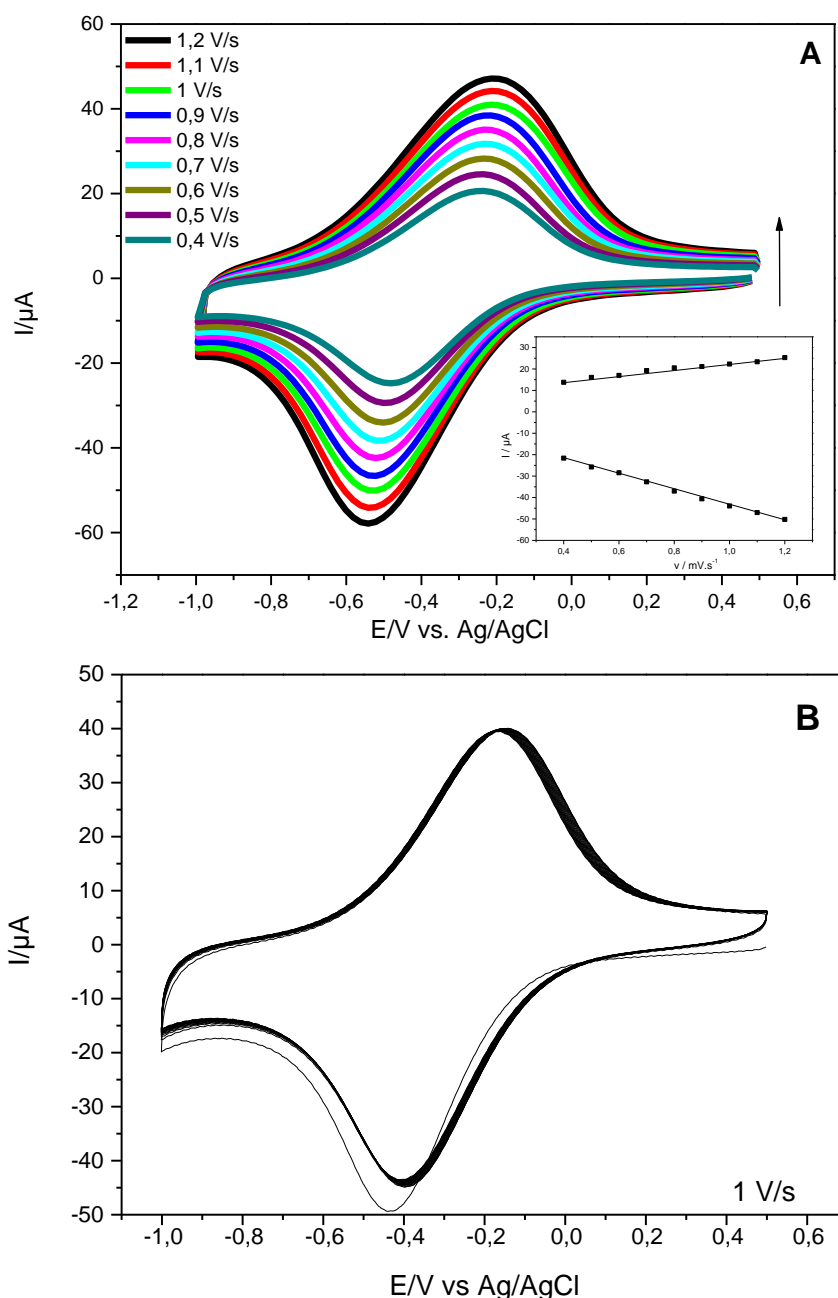 A
1,2 V/s
1,1 V/s
1 V/s
0,9 V/s
0,8 V/s
0,7 V/s
0,6 V/s
0,5 V/s
0,4 V/s
60
40
20
0
-20
-40
-60
I/µA
-1,2 -1,0 -0,8 -0,6 -0,4 -0,2 0,0 0,2 0,4 0,6
E/V vs. Ag/AgCl
30
20
10
0
-10
-20
-30
-40
-50
-60
I / µA
0,4 0,6 0,8 1,0 1,2
v / mV.s⁻¹
B
50
40
30
20
10
0
-10
-20
-30
-40
-50
I/µA
1 V/s
-1,0 -0,8 -0,6 -0,4 -0,2 0,0 0,2 0,4 0,6
E/V vs Ag/AgCl